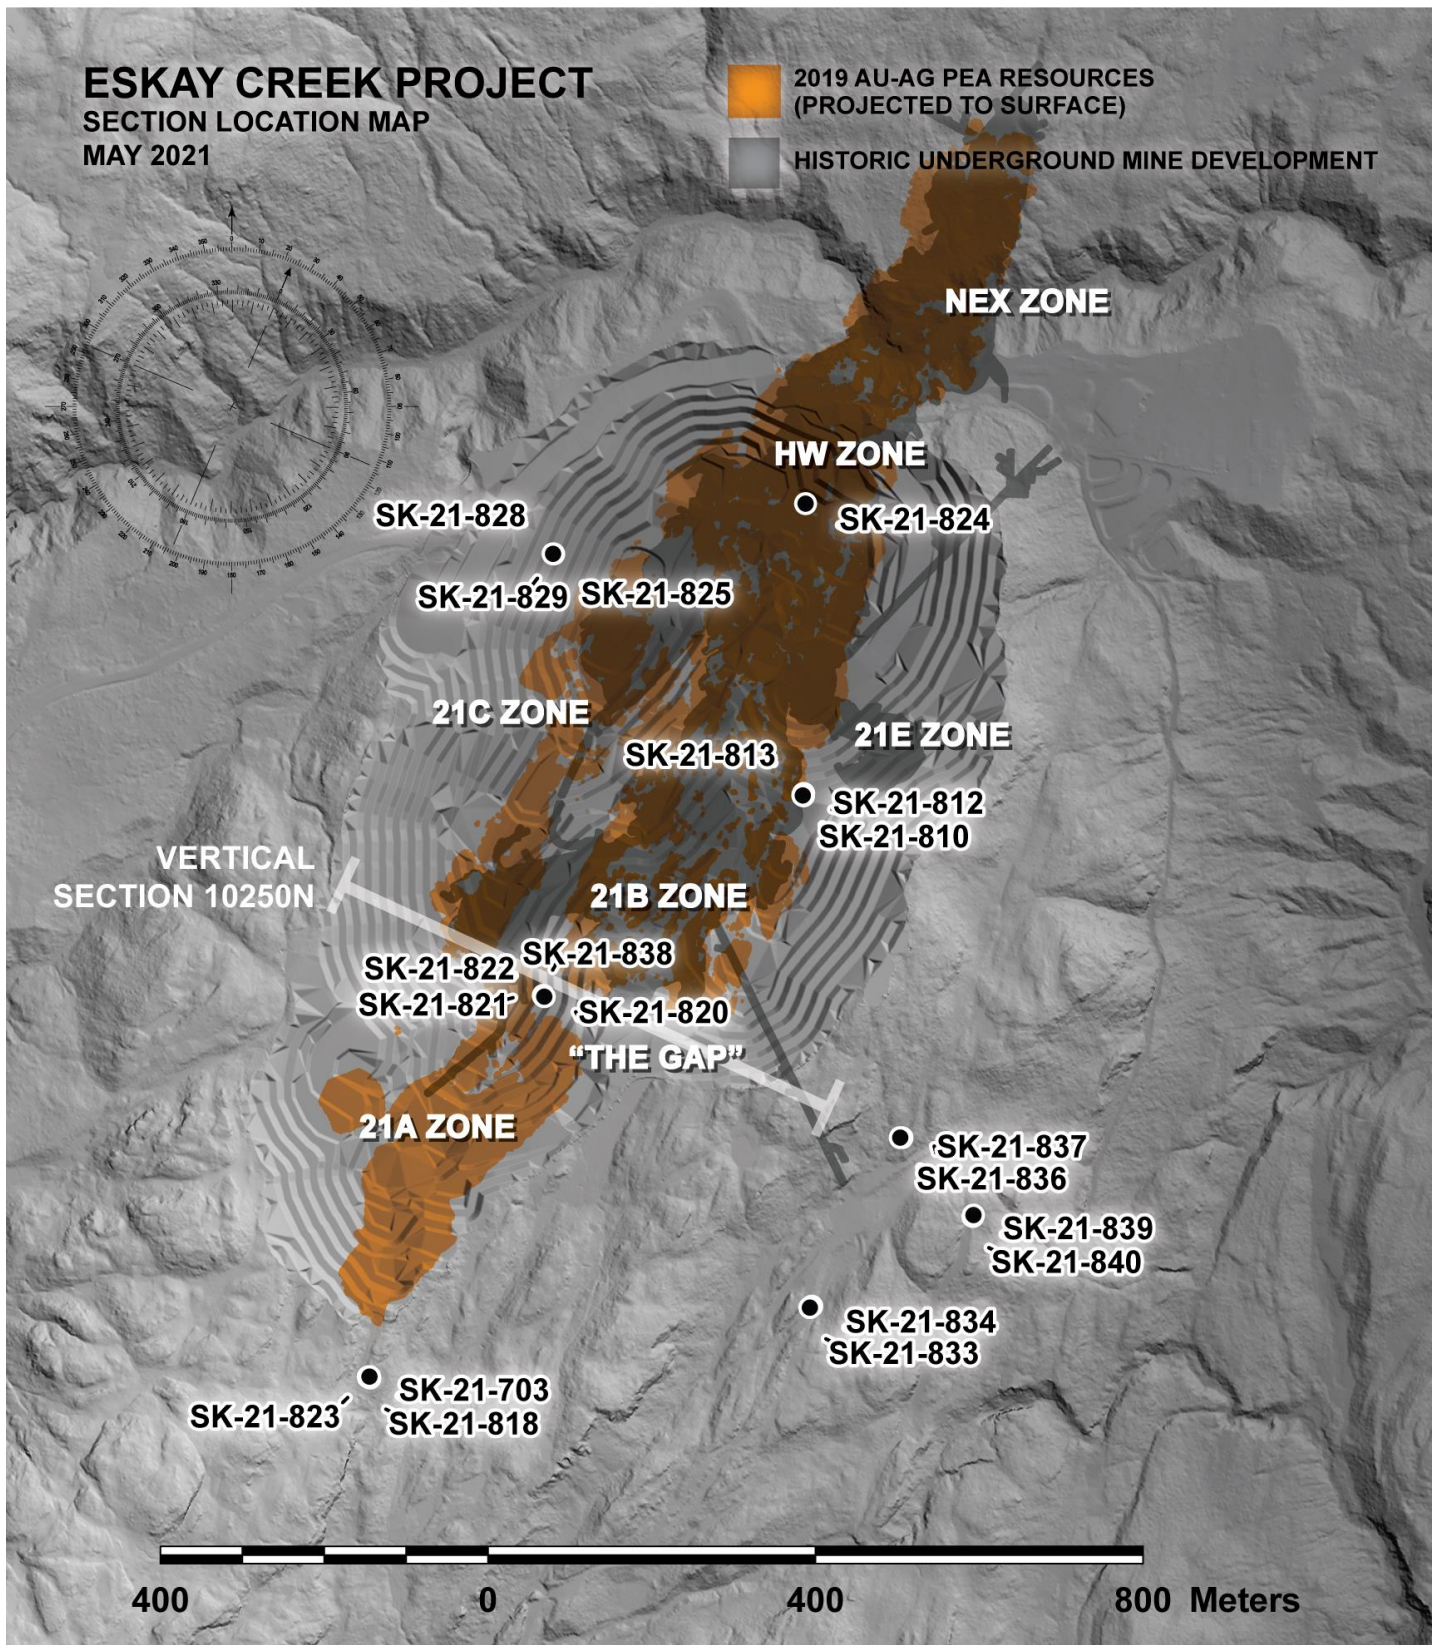 ESKAY CREEK PROJECT
SECTION LOCATION MAP
MAY 2021
2019 AU-AG PEA RESOURCES
(PROJECTED TO SURFACE)
HISTORIC UNDERGROUND MINE DEVELOPMENT
NEX ZONE
HW ZONE
SK-21-828
SK-21-824
SK-21-829 SK-21-825
21C ZONE
21E ZONE
SK-21-813
SK-21-812
SK-21-810
VERTICAL
SECTION 10250N
21B ZONE
SK-21-838
SK-21-822
SK-21-821
SK-21-820
“THE GAP”
21A ZONE
SK-21-837
SK-21-836
SK-21-839
SK-21-840
SK-21-834
SK-21-833
SK-21-703
SK-21-823
SK-21-818
400 0 400 800 Meters